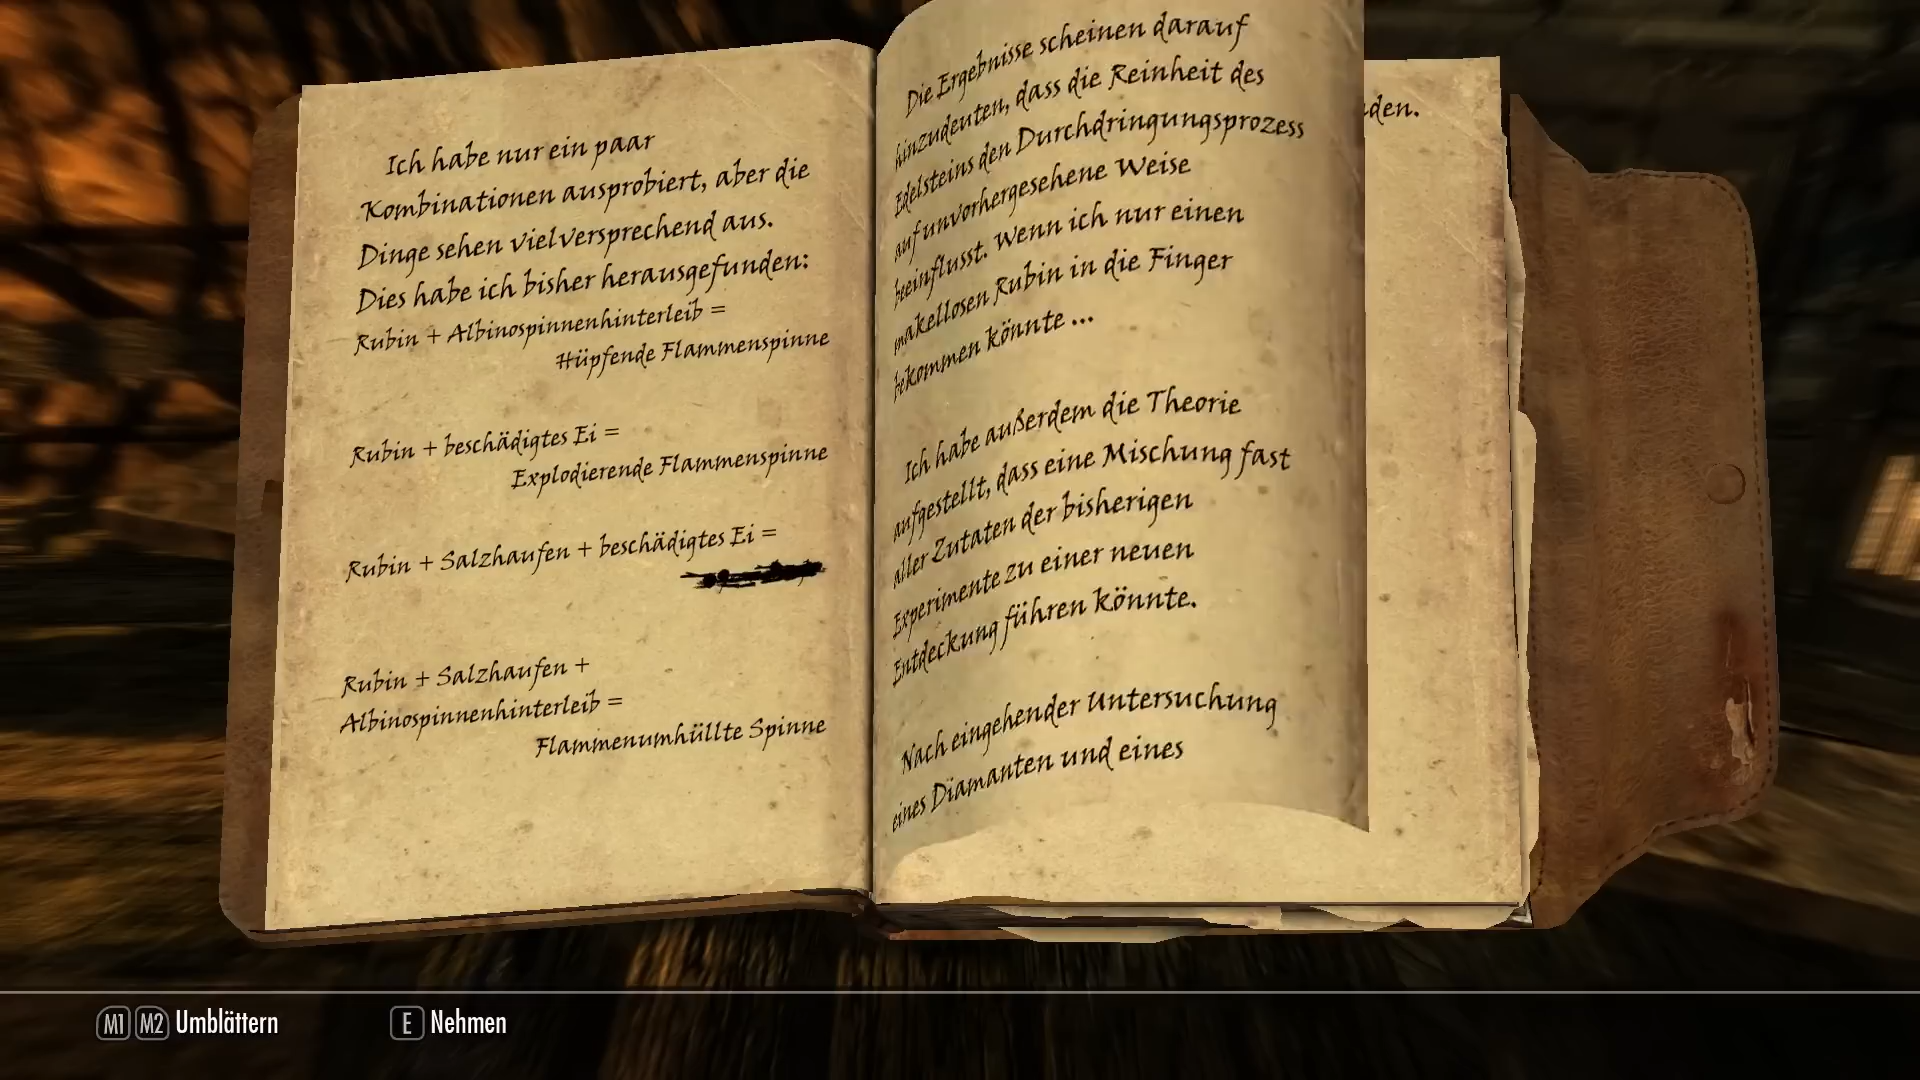 Ich habe nur ein paar
Kombinationen ausprobiert, aber die
Dinge sehen vielversprechend aus.
Dies habe ich bisher herausgefunden:
Rubin + Albinospinnenhinterleib =
Hüpfende Flammenspinne
Rubin + beschädigtes Ei =
Explodierende Flammenspinne
Rubin + Salzhaufen + beschädigtes Ei =
Rubin + Salzhaufen +
Albinospinnenhinterleib =
Flammenumhüllte Spinne
Die Ergebnisse scheinen darauf
hinzudeuten, dass die Reinheit des
Edelsteins den Durchdringungsprozess
auf unvorhergesehene Weise
beeinflusst. Wenn ich nur einen
makellosen Rubin in die Finger
bekommen könnte ...
Ich habe außerdem die Theorie
aufgestellt, dass eine Mischung fast
aller Zutaten der bisherigen
Experimente zu einer neuen
Entdeckung führen könnte.
Nach eingehender Untersuchung
eines Diamanten und eines
M1 M2 Umblättern
E Nehmen